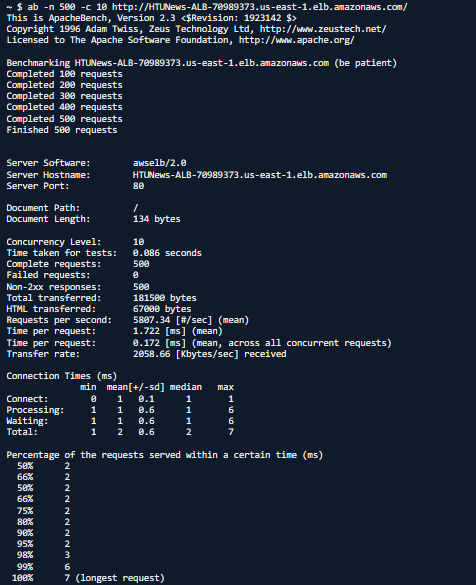 ~ $ ab -n 500 -c 10 http://HTUNews-ALB-70989373.us-east-1.elb.amazonaws.com/
This is ApacheBench, Version 2.3 <$Revision: 1923142 $>
Copyright 1996 Adam Twiss, Zeus Technology Ltd, http://www.zeustech.net/
Licensed to The Apache Software Foundation, http://www.apache.org/

Benchmarking HTUNews-ALB-70989373.us-east-1.elb.amazonaws.com (be patient)
Completed 100 requests
Completed 200 requests
Completed 300 requests
Completed 400 requests
Completed 500 requests
Finished 500 requests

Server Software:        awselb/2.0
Server Hostname:        HTUNews-ALB-70989373.us-east-1.elb.amazonaws.com
Server Port:            80

Document Path:          /
Document Length:        134 bytes

Concurrency Level:      10
Time taken for tests:   0.086 seconds
Complete requests:      500
Failed requests:        0
Non-2xx responses:      500
Total transferred:      181500 bytes
HTML transferred:       67000 bytes
Requests per second:    5807.34 [#/sec] (mean)
Time per request:       1.722 [ms] (mean)
Time per request:       0.172 [ms] (mean, across all concurrent requests)
Transfer rate:          2058.66 [Kbytes/sec] received

Connection Times (ms)
              min  mean[+/-sd] median   max
Connect:        0    1   0.1      1       1
Processing:     1    1   0.6      1       6
Waiting:        1    1   0.6      1       6
Total:          1    2   0.6      2       7

Percentage of the requests served within a certain time (ms)
  50%      2
  66%      2
  50%      2
  66%      2
  75%      2
  80%      2
  90%      2
  95%      2
  98%      3
  99%      6
 100%      7 (longest request)